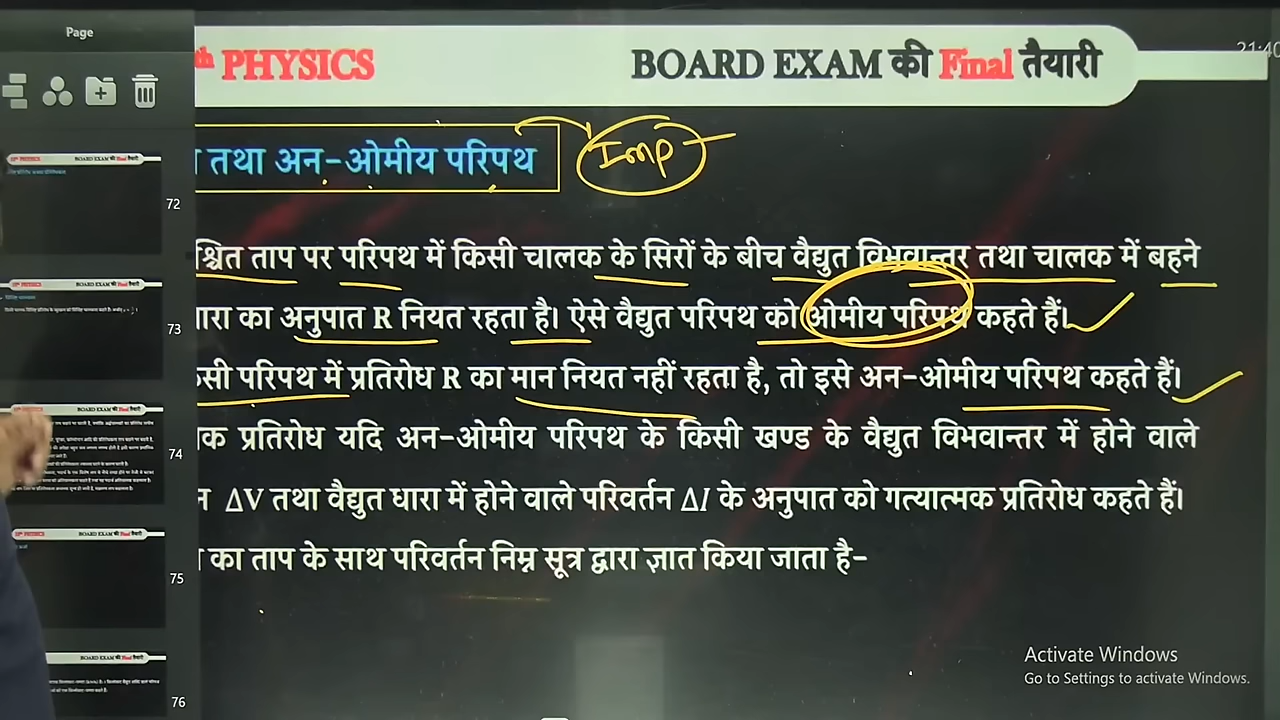 Page
21:40
th PHYSICS
BOARD EXAM की Final तैयारी
तथा अन-ओमीय परिपथ
Imp
श्चित ताप पर परिपथ में किसी चालक के सिरों के बीच वैद्युत विभवान्तर तथा चालक में बहने
ारा का अनुपात R नियत रहता है। ऐसे वैद्युत परिपथ को ओमीय परिपथ कहते हैं।
सी परिपथ में प्रतिरोध R का मान नियत नहीं रहता है, तो इसे अन-ओमीय परिपथ कहते हैं।
क प्रतिरोध यदि अन-ओमीय परिपथ के किसी खण्ड के वैद्युत विभवान्तर में होने वाले
न ΔV तथा वैद्युत धारा में होने वाले परिवर्तन ΔI के अनुपात को गत्यात्मक प्रतिरोध कहते हैं।
का ताप के साथ परिवर्तन निम्न सूत्र द्वारा ज्ञात किया जाता है-
72
73
74
75
76
Activate Windows
Go to Settings to activate Windows.